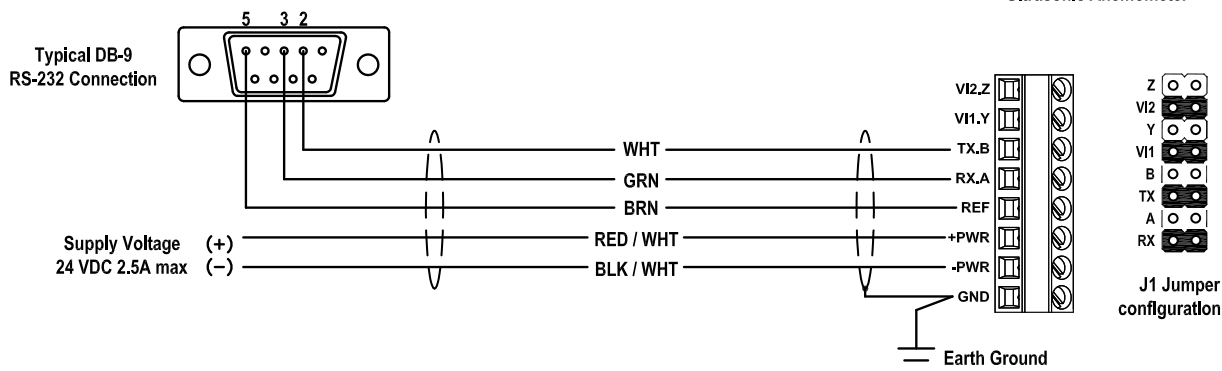 5 3 2
Typical DB-9
RS-232 Connection
VI2.Z
VI1.Y
WHT
TX.B
GRN
RX.A
BRN
REF
Supply Voltage (+)
24 VDC 2.5A max (−)
RED / WHT
+PWR
BLK / WHT
-PWR
GND
Earth Ground
Z
VI2
Y
VI1
B
TX
A
RX
J1 Jumper
configuration